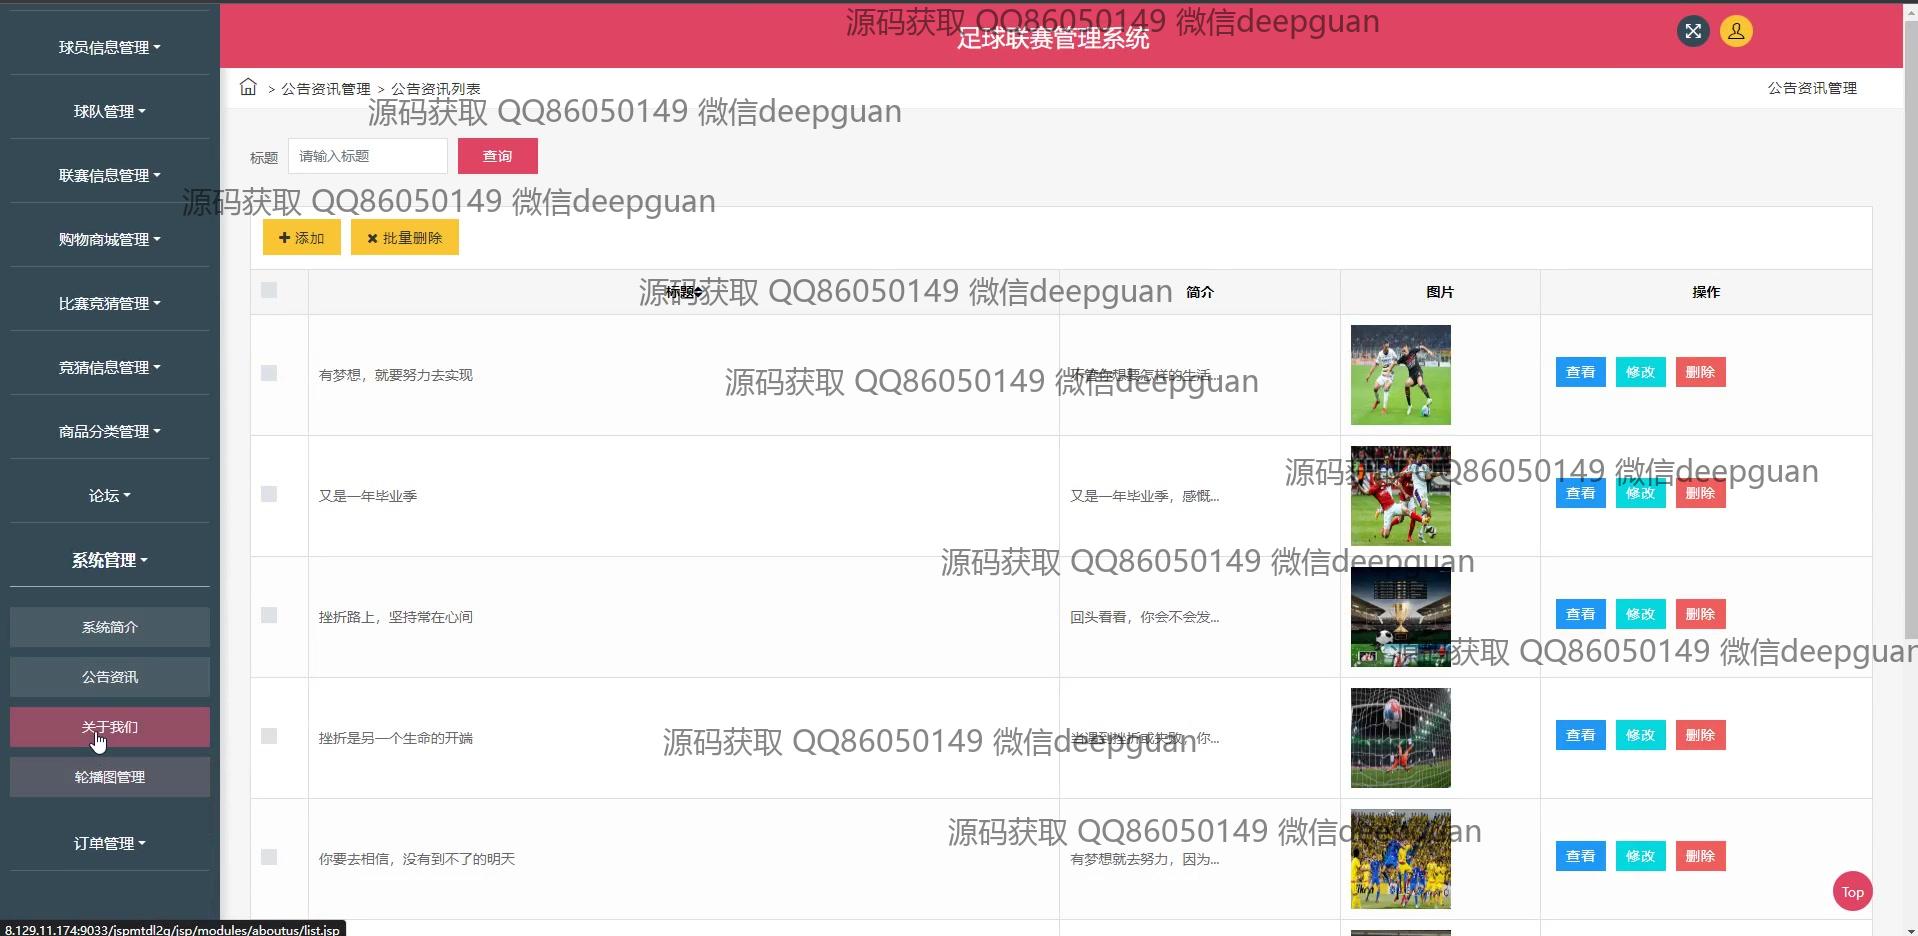 源码获取 QQ86050149 微信deepguan
足球联赛管理系统
球员信息管理
球队管理
联赛信息管理
购物商城管理
比赛竞猜管理
竞猜信息管理
商品分类管理
论坛
系统管理
系统简介
公告资讯
关于我们
轮播图管理
订单管理
> 公告资讯管理 > 公告资讯列表
公告资讯管理
源码获取 QQ86050149 微信deepguan
标题 请输入标题 查询
源码获取 QQ86050149 微信deepguan
添加 批量删除
标题 简介 图片 操作
源码获取 QQ86050149 微信deepguan
有梦想，就要努力去实现 不管你想要怎样的生活... 查看 修改 删除
源码获取 QQ86050149 微信deepguan
源码获取 QQ86050149 微信deepguan
又是一年毕业季 又是一年毕业季，感慨... 查看 修改 删除
源码获取 QQ86050149 微信deepguan
挫折路上，坚持常在心间 回头看看，你会不会发... 查看 修改 删除
源码获取 QQ86050149 微信deepguan
挫折是另一个生命的开端 当遇到挫折或失败，你... 查看 修改 删除
源码获取 QQ86050149 微信deepguan
源码获取 QQ86050149 微信deepguan
你要去相信，没有到不了的明天 有梦想就去努力，因为... 查看 修改 删除
Top
8.129.11.174:9033/jspmtdl2q/jsp/modules/aboutus/list.jsp